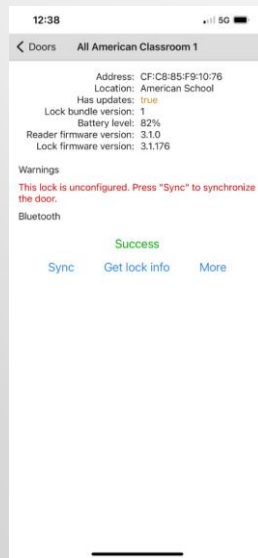 12:38
5G
Doors All American Classroom 1
Address: CF:C8:85:F9:10:76
Location: American School
Has updates: true
Lock bundle version: 1
Battery level: 82%
Reader firmware version: 3.1.0
Lock firmware version: 3.1.176
Warnings
This lock is unconfigured. Press "Sync" to synchronize
the door.
Bluetooth
Success
Sync Get lock info More